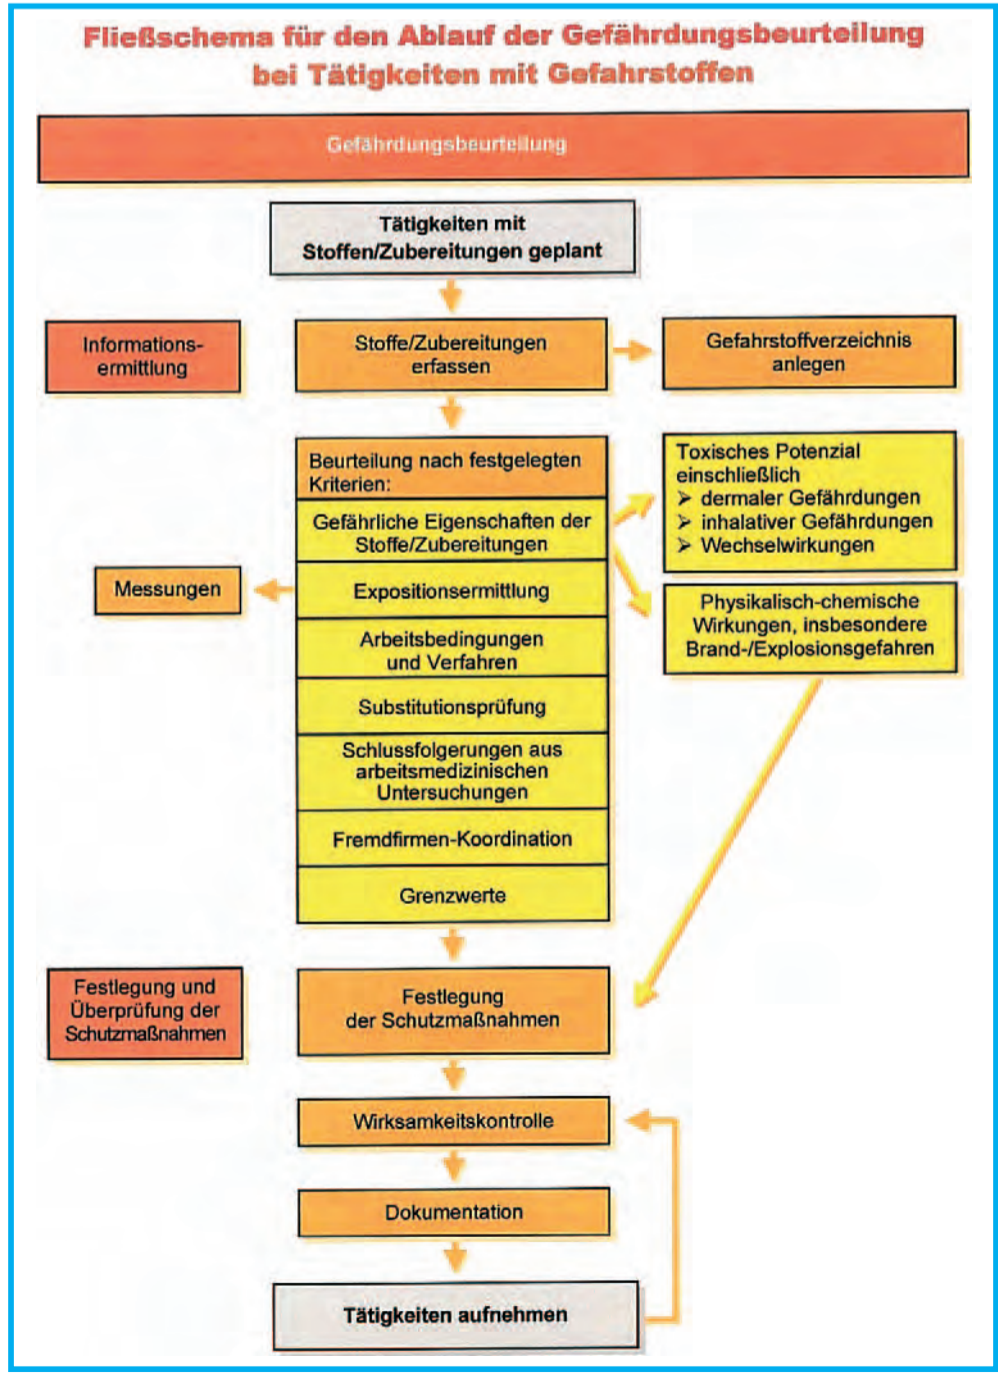 Fließschema für den Ablauf der Gefährdungsbeurteilung
bei Tätigkeiten mit Gefahrstoffen
Gefährdungsbeurteilung
Tätigkeiten mit
Stoffen/Zubereitungen geplant
Informations-
ermittlung
Stoffe/Zubereitungen
erfassen
Gefahrstoffverzeichnis
anlegen
Beurteilung nach festgelegten
Kriterien:
Gefährliche Eigenschaften der
Stoffe/Zubereitungen
Toxisches Potenzial
einschließlich
➢ dermaler Gefährdungen
➢ inhalativer Gefährdungen
➢ Wechselwirkungen
Messungen
Expositionsermittlung
Physikalisch-chemische
Wirkungen, insbesondere
Brand-/Explosionsgefahren
Arbeitsbedingungen
und Verfahren
Substitutionsprüfung
Schlussfolgerungen aus
arbeitsmedizinischen
Untersuchungen
Fremdfirmen-Koordination
Grenzwerte
Festlegung und
Überprüfung der
Schutzmaßnahmen
Festlegung
der Schutzmaßnahmen
Wirksamkeitskontrolle
Dokumentation
Tätigkeiten aufnehmen